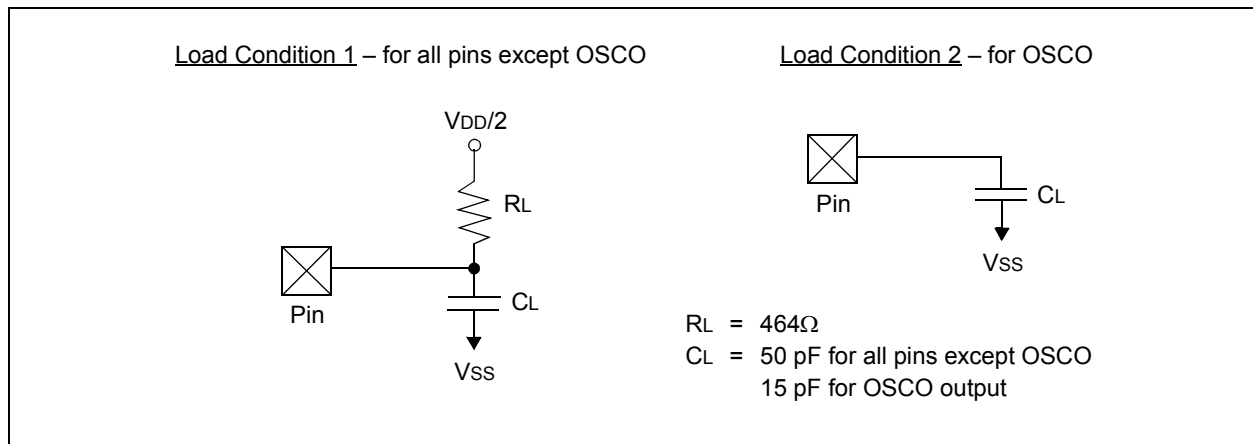 Load Condition 1 – for all pins except OSCO
Load Condition 2 – for OSCO
VDD/2
RL
CL
Pin
VSS
CL
Pin
VSS
RL = 464Ω
CL = 50 pF for all pins except OSCO
15 pF for OSCO output